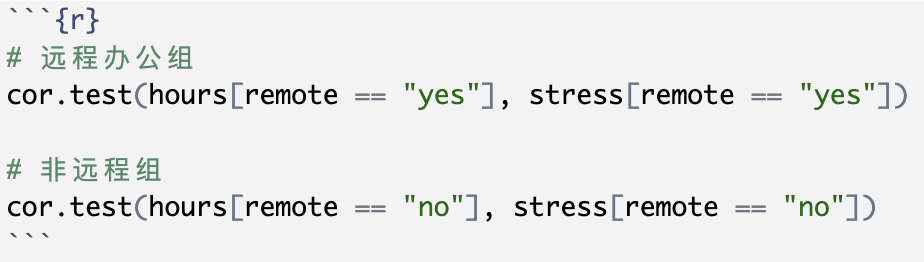 ```{r}
# 远程办公组
cor.test(hours[remote == "yes"], stress[remote == "yes"])

# 非远程组
cor.test(hours[remote == "no"], stress[remote == "no"])
```